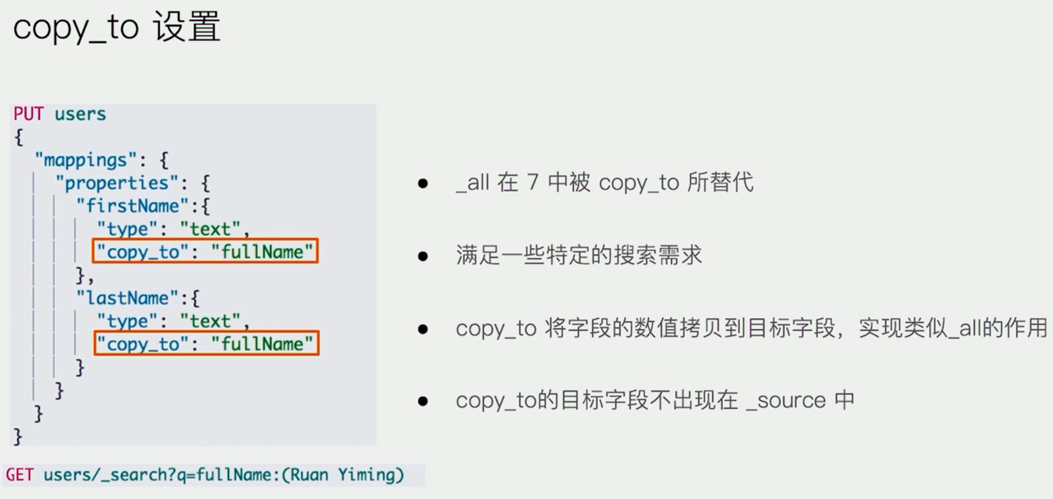 copy_to 设置
PUT users
{
"mappings": {
"properties": {
"firstName":{
"type": "text",
"copy_to": "fullName"
},
"lastName":{
"type": "text",
"copy_to": "fullName"
}
}
}
}
GET users/_search?q=fullName:(Ruan Yiming)
● _all 在 7 中被 copy_to 所替代
● 满足一些特定的搜索需求
● copy_to 将字段的数值拷贝到目标字段，实现类似_all的作用
● copy_to的目标字段不出现在 _source 中